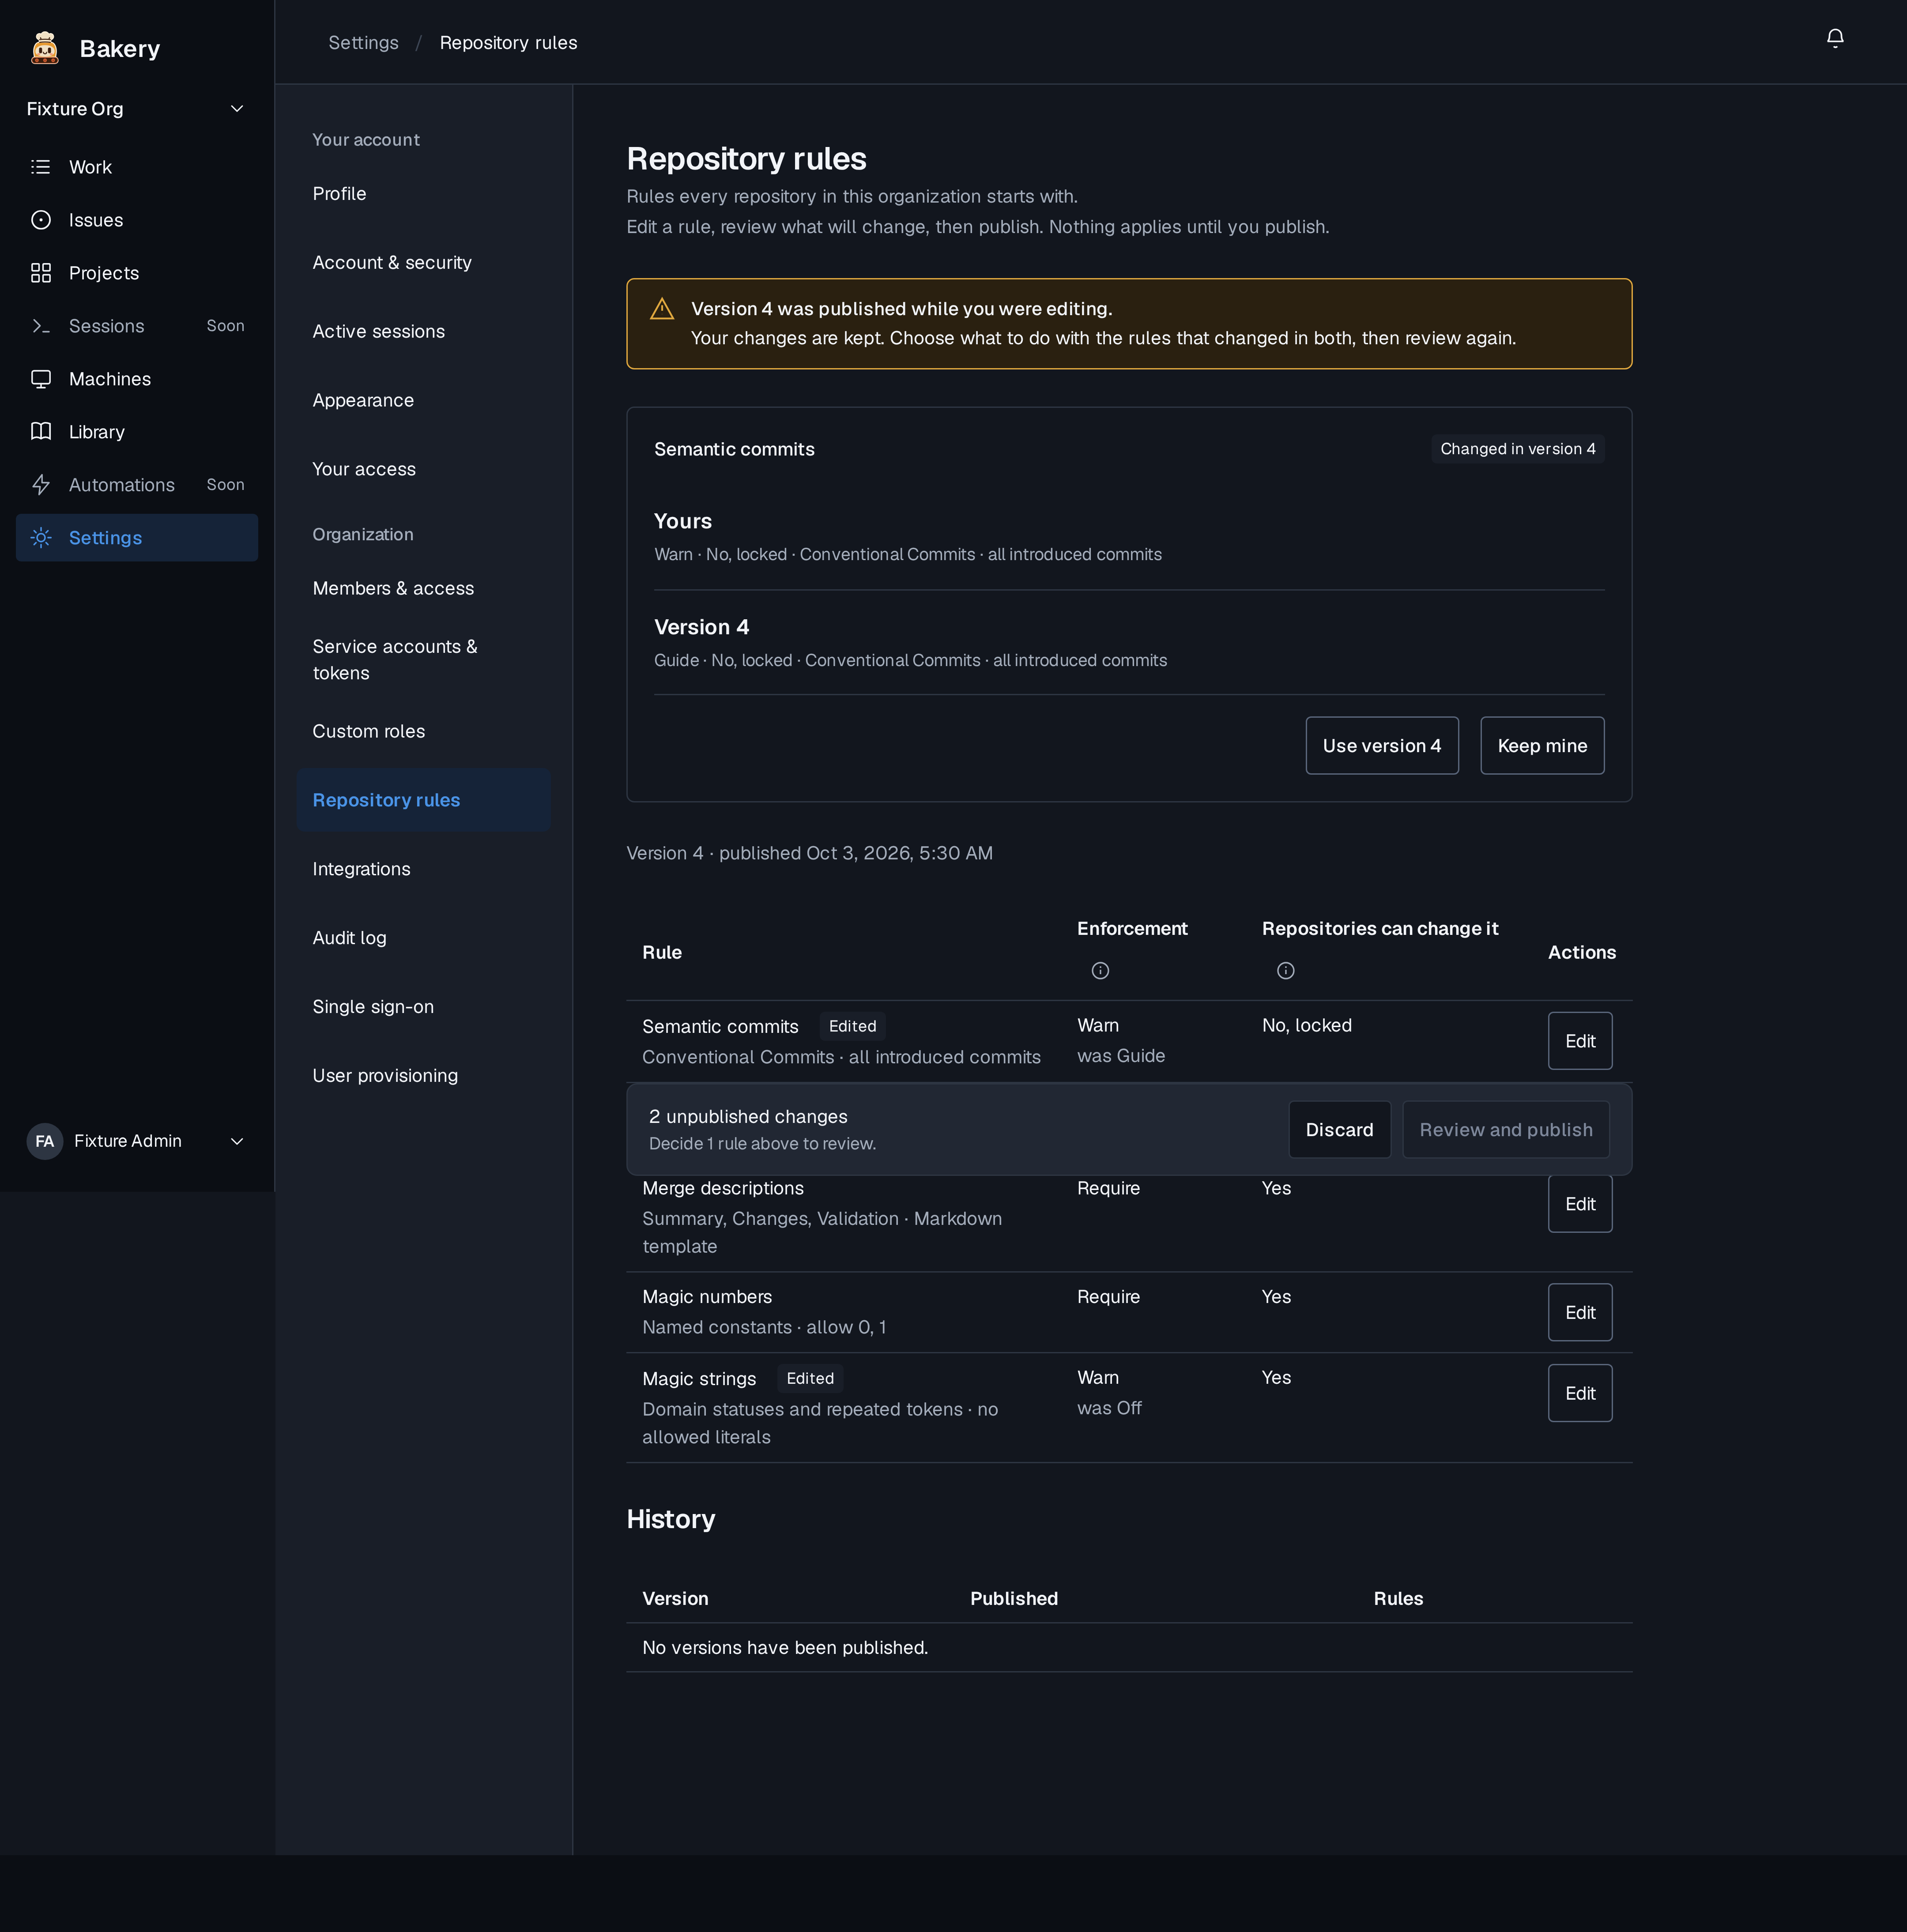 Bakery
Fixture Org
Work
Issues
Projects
Sessions Soon
Machines
Library
Automations Soon
Settings
FA Fixture Admin
Settings / Repository rules
Your account
Profile
Account & security
Active sessions
Appearance
Your access
Organization
Members & access
Service accounts &
tokens
Custom roles
Repository rules
Integrations
Audit log
Single sign-on
User provisioning
Repository rules
Rules every repository in this organization starts with.
Edit a rule, review what will change, then publish. Nothing applies until you publish.
Version 4 was published while you were editing.
Your changes are kept. Choose what to do with the rules that changed in both, then review again.
Semantic commits Changed in version 4
Yours
Warn · No, locked · Conventional Commits · all introduced commits
Version 4
Guide · No, locked · Conventional Commits · all introduced commits
Use version 4 Keep mine
Version 4 · published Oct 3, 2026, 5:30 AM
Rule Enforcement Repositories can change it Actions
Semantic commits Edited Warn No, locked Edit
Conventional Commits · all introduced commits was Guide
2 unpublished changes
Decide 1 rule above to review.
Discard Review and publish
Merge descriptions Require Yes Edit
Summary, Changes, Validation · Markdown
template
Magic numbers Require Yes Edit
Named constants · allow 0, 1
Magic strings Edited Warn Yes Edit
Domain statuses and repeated tokens · no was Off
allowed literals
History
Version Published Rules
No versions have been published.